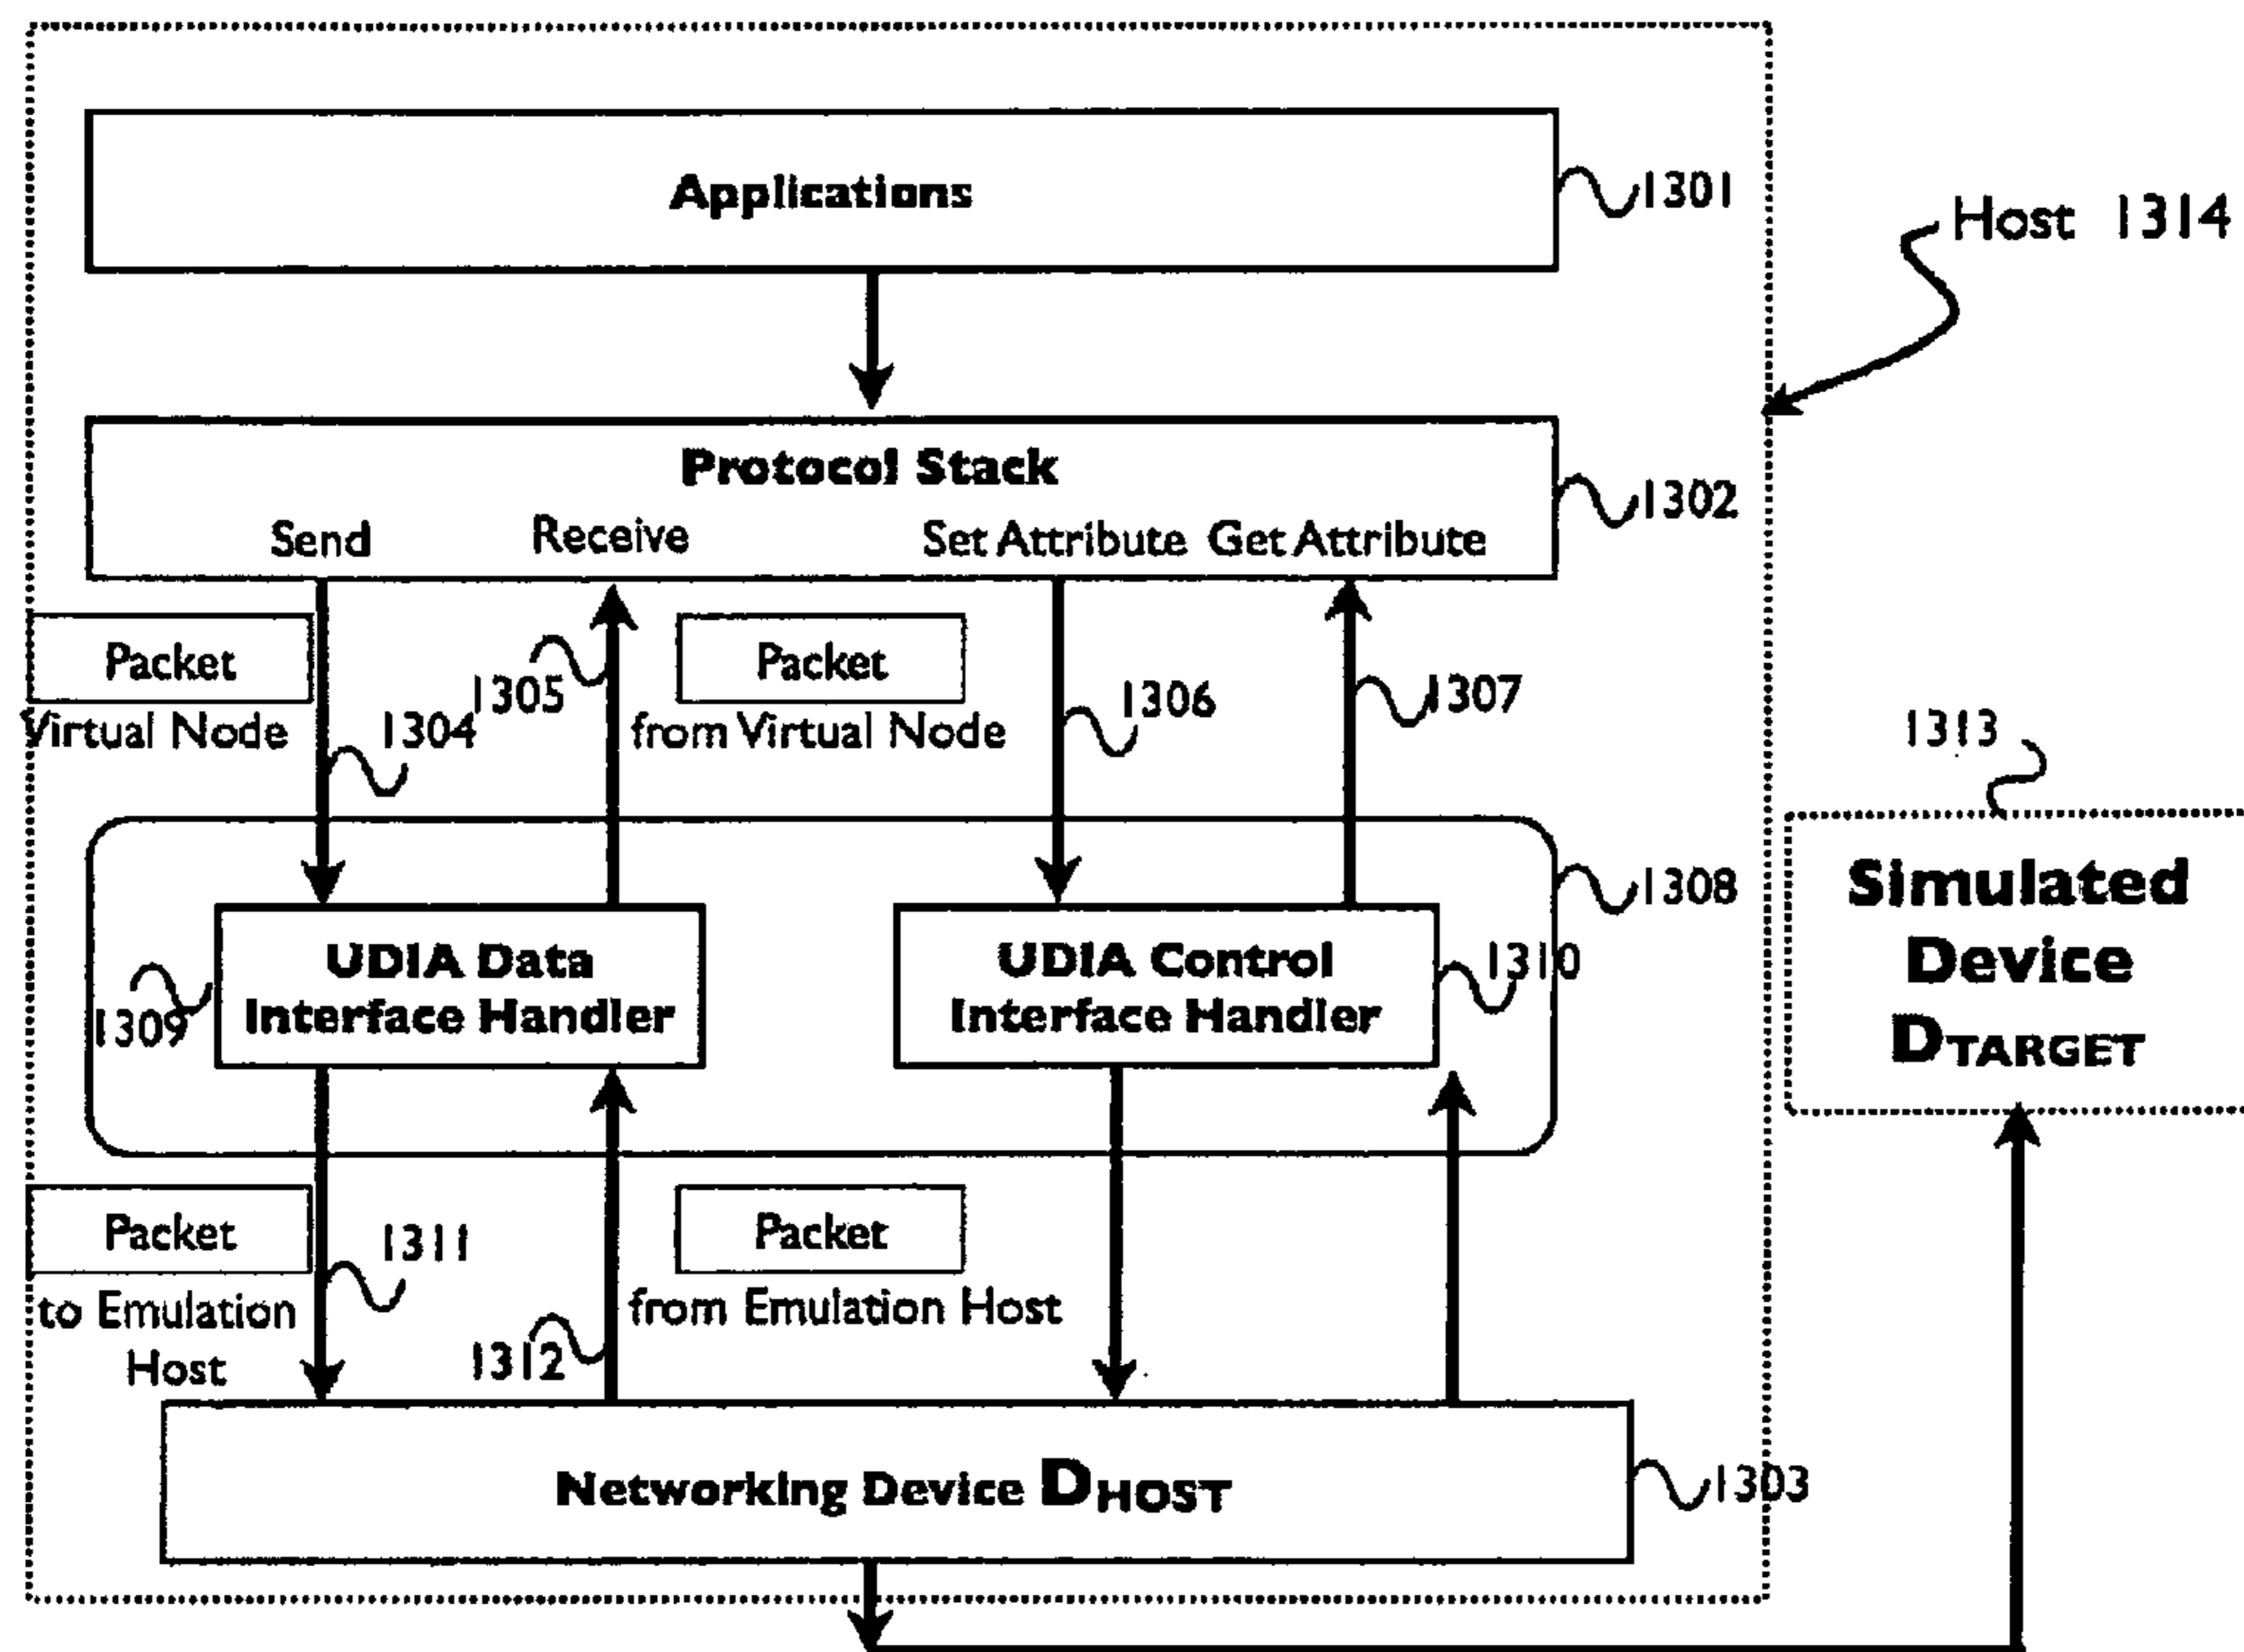 Applications
1301
Host 1314
Protocol Stack
1302
Send
Receive
Set Attribute
Get Attribute
Packet
Virtual Node
1304
1305
Packet
from Virtual Node
1306
1307
1313
1308
Simulated
Device
DTARGET
UDIA Data
Interface Handler
1309
UDIA Control
Interface Handler
1310
Packet
to Emulation
Host
1311
1312
Packet
from Emulation Host
Networking Device DHOST
1303